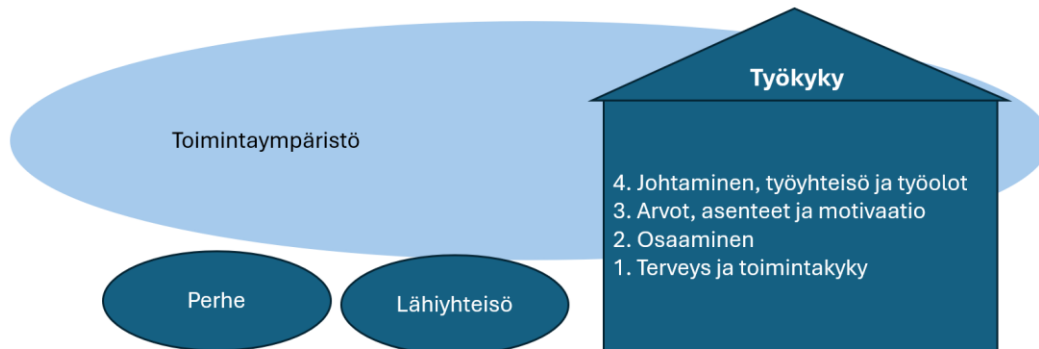 Työkyky
Toimintaympäristö
4. Johtaminen, työyhteisö ja työolot
3. Arvot, asenteet ja motivaatio
2. Osaaminen
1. Terveys ja toimintakyky
Perhe
Lähiyhteisö